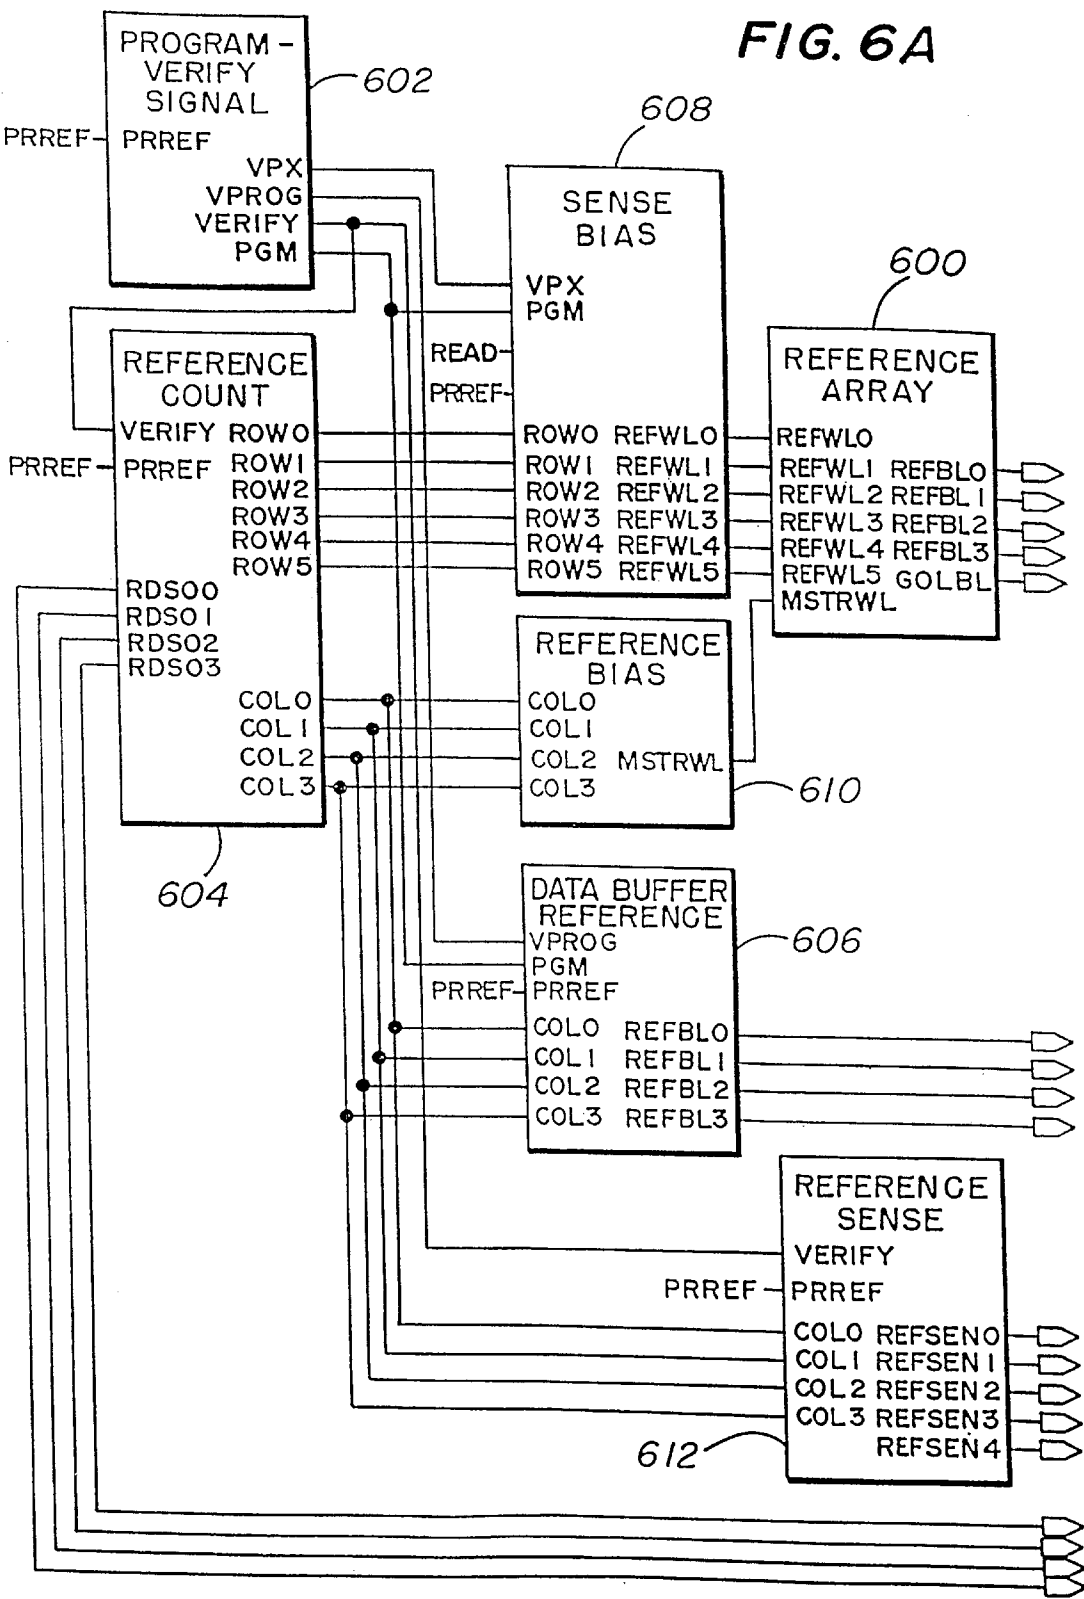 FIG. 6A
PROGRAM-
VERIFY
SIGNAL
602
PRREF
PRREF
VPX
VPROG
VERIFY
PGM
608
SENSE
BIAS
VPX
PGM
READ
PRREF
ROW0 REFWL0
ROW1 REFWL1
ROW2 REFWL2
ROW3 REFWL3
ROW4 REFWL4
ROW5 REFWL5
600
REFERENCE
ARRAY
REFWL0
REFWL1 REFBL0
REFWL2 REFBL1
REFWL3 REFBL2
REFWL4 REFBL3
REFWL5 GOLBL
MSTRWL
REFERENCE
COUNT
VERIFY ROW0
PRREF
PRREF
ROW1
ROW2
ROW3
ROW4
ROW5
RDS00
RDS01
RDS02
RDS03
COL0
COL1
COL2
COL3
604
REFERENCE
BIAS
COL0
COL1
COL2 MSTRWL
COL3
610
DATA BUFFER
REFERENCE
606
VPROG
PGM
PRREF
PRREF
COL0 REFBL0
COL1 REFBL1
COL2 REFBL2
COL3 REFBL3
REFERENCE
SENSE
VERIFY
PRREF
PRREF
COL0 REFSEN0
COL1 REFSEN1
COL2 REFSEN2
COL3 REFSEN3
REFSEN4
612